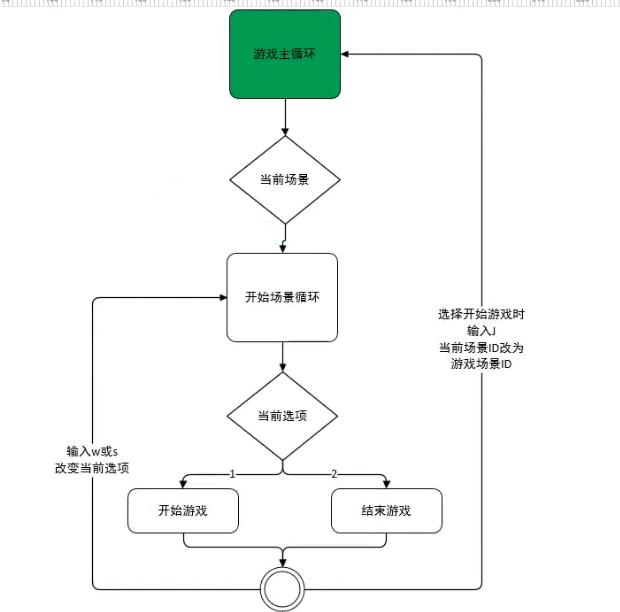 游戏主循环
当前场景
开始场景循环
选择开始游戏时
输入J
当前场景ID改为
游戏场景ID
当前选项
输入w或s
改变当前选项
1
2
开始游戏
结束游戏